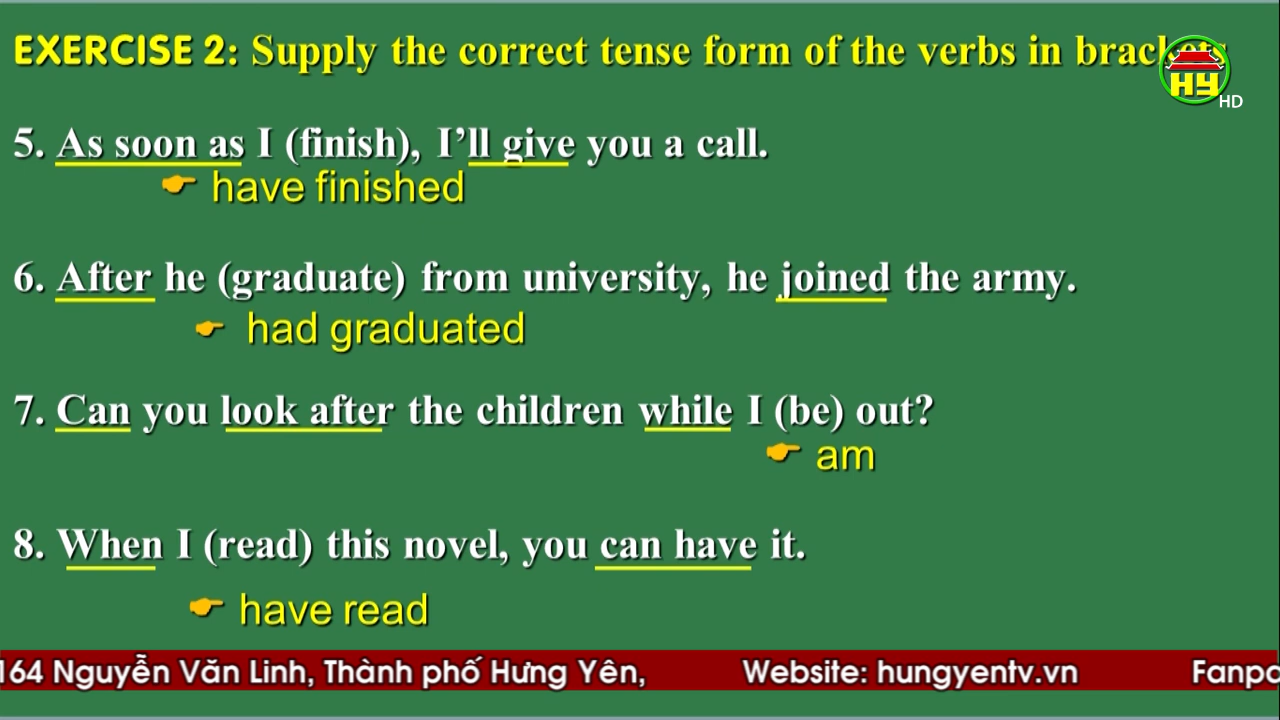 EXERCISE 2: Supply the correct tense form of the verbs in brackets
HY
HD
5. As soon as I (finish), I'll give you a call.
☛ have finished
6. After he (graduate) from university, he joined the army.
☛ had graduated
7. Can you look after the children while I (be) out?
☛ am
8. When I (read) this novel, you can have it.
☛ have read
164 Nguyễn Văn Linh, Thành phố Hưng Yên, Website: hungyentv.vn